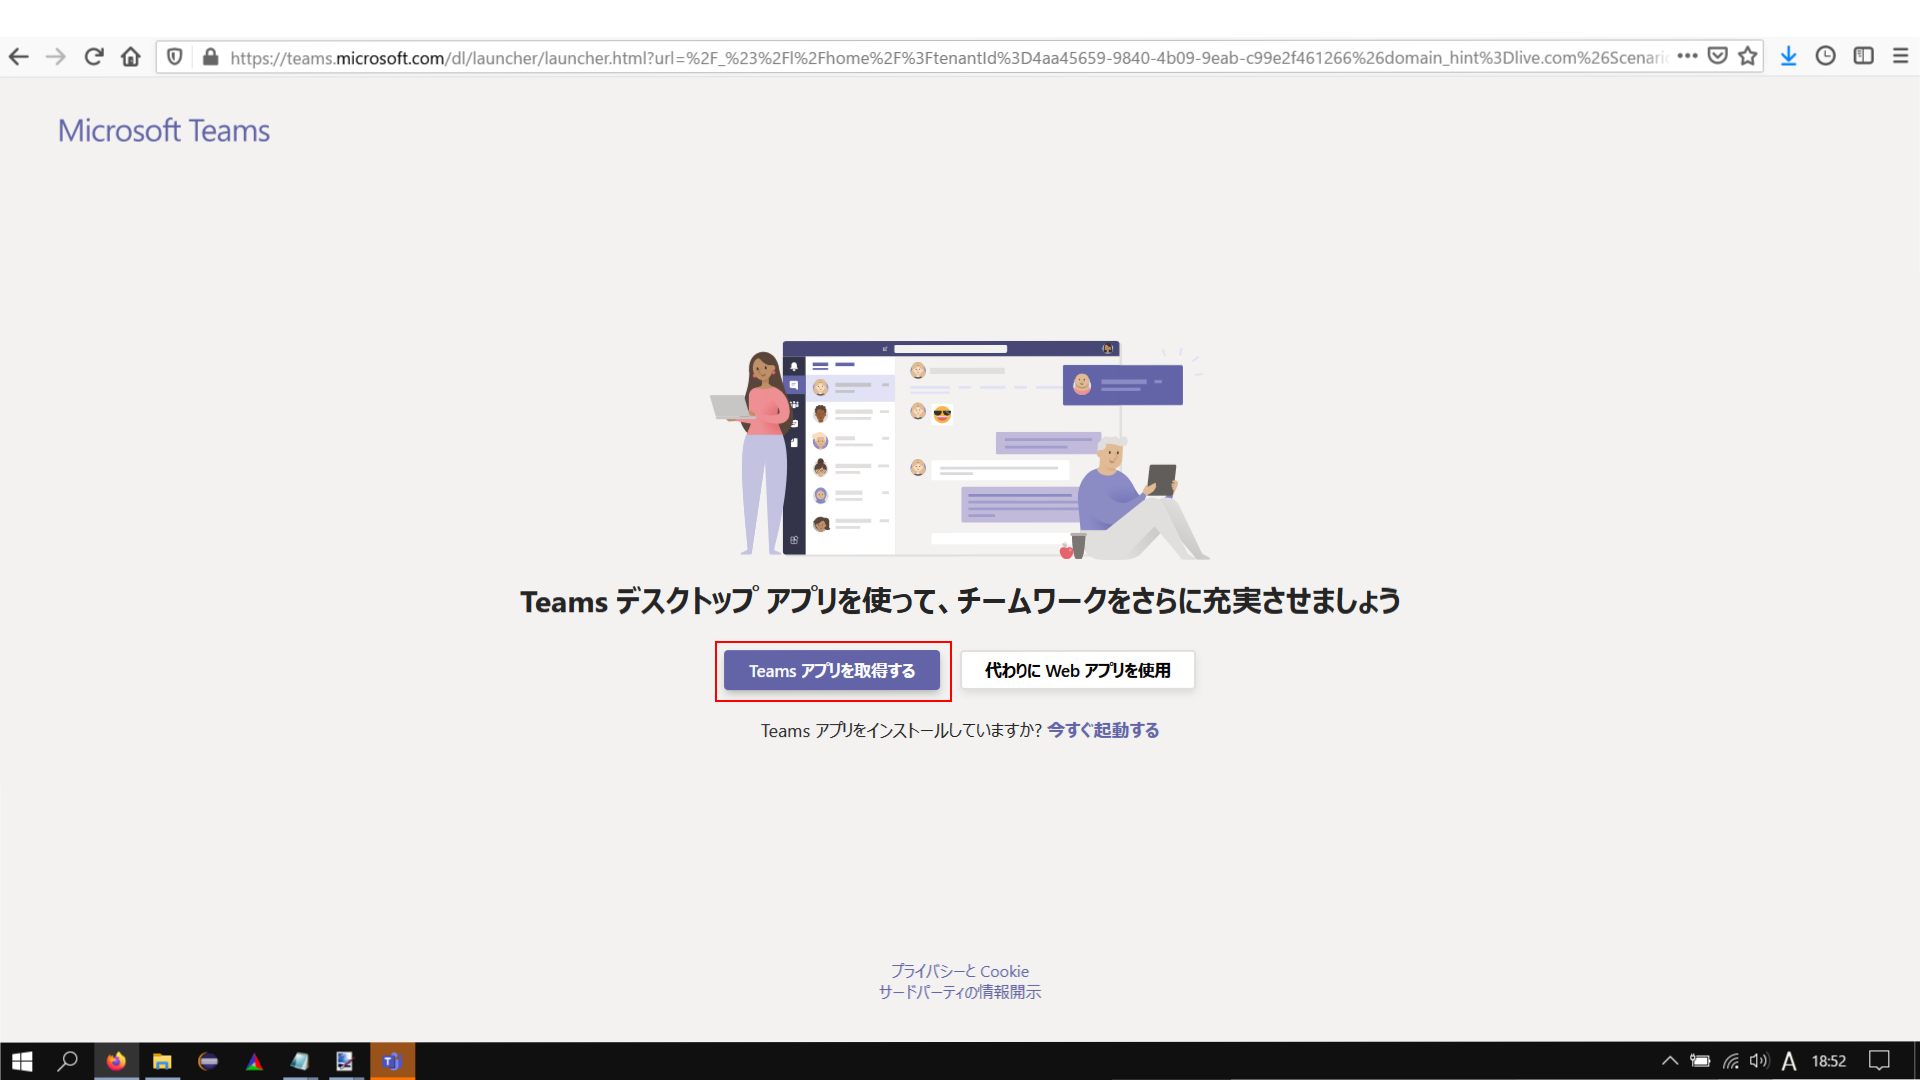 https://teams.microsoft.com/dl/launcher/launcher.html?url=%2F_%23%2Fl%2Fhome%2F%3FtenantId%3D4aa45659-9840-4b09-9eab-c99e2f461266%26domain_hint%3Dlive.com%26Scenari
Microsoft Teams
Teams デスクトップ アプリを使って、チームワークをさらに充実させましょう
Teams アプリを取得する
代わりに Web アプリを使用
Teams アプリをインストールしていますか? 今すぐ起動する
プライバシーと Cookie
サードパーティの情報開示
A 18:52